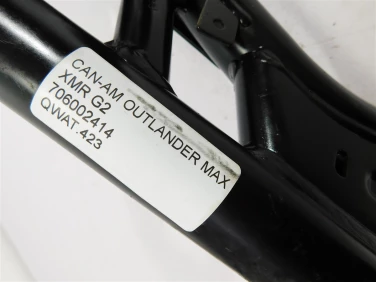 CAN-AM OUTLANDER MAX
XMR G2
706002414
QWAT.423